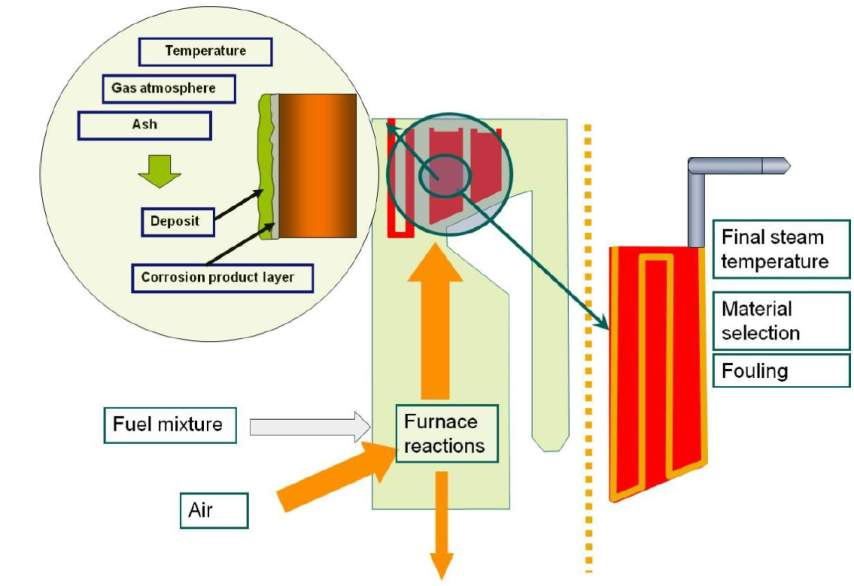 Temperature
Gas atmosphere
Ash
Deposit
Corrosion product layer
Final steam
temperature
Material
selection
Fouling
Fuel mixture
Furnace
reactions
Air